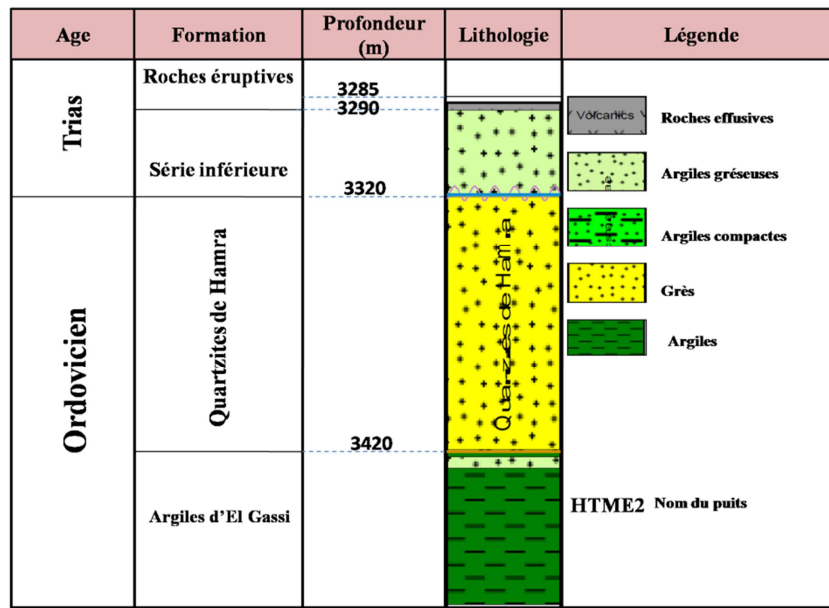 Age
Formation
Profondeur
(m)
Lithologie
Légende
Trias
Roches éruptives
3285
3290
Série inférieure
3320
Ordovicien
Quartzites de Hamra
Quartzites de Hamra
3420
Argiles d'El Gassi
Volcanics
Roches effusives
Argiles gréseuses
Argiles compactes
Grès
Argiles
HTME2 Nom du puits